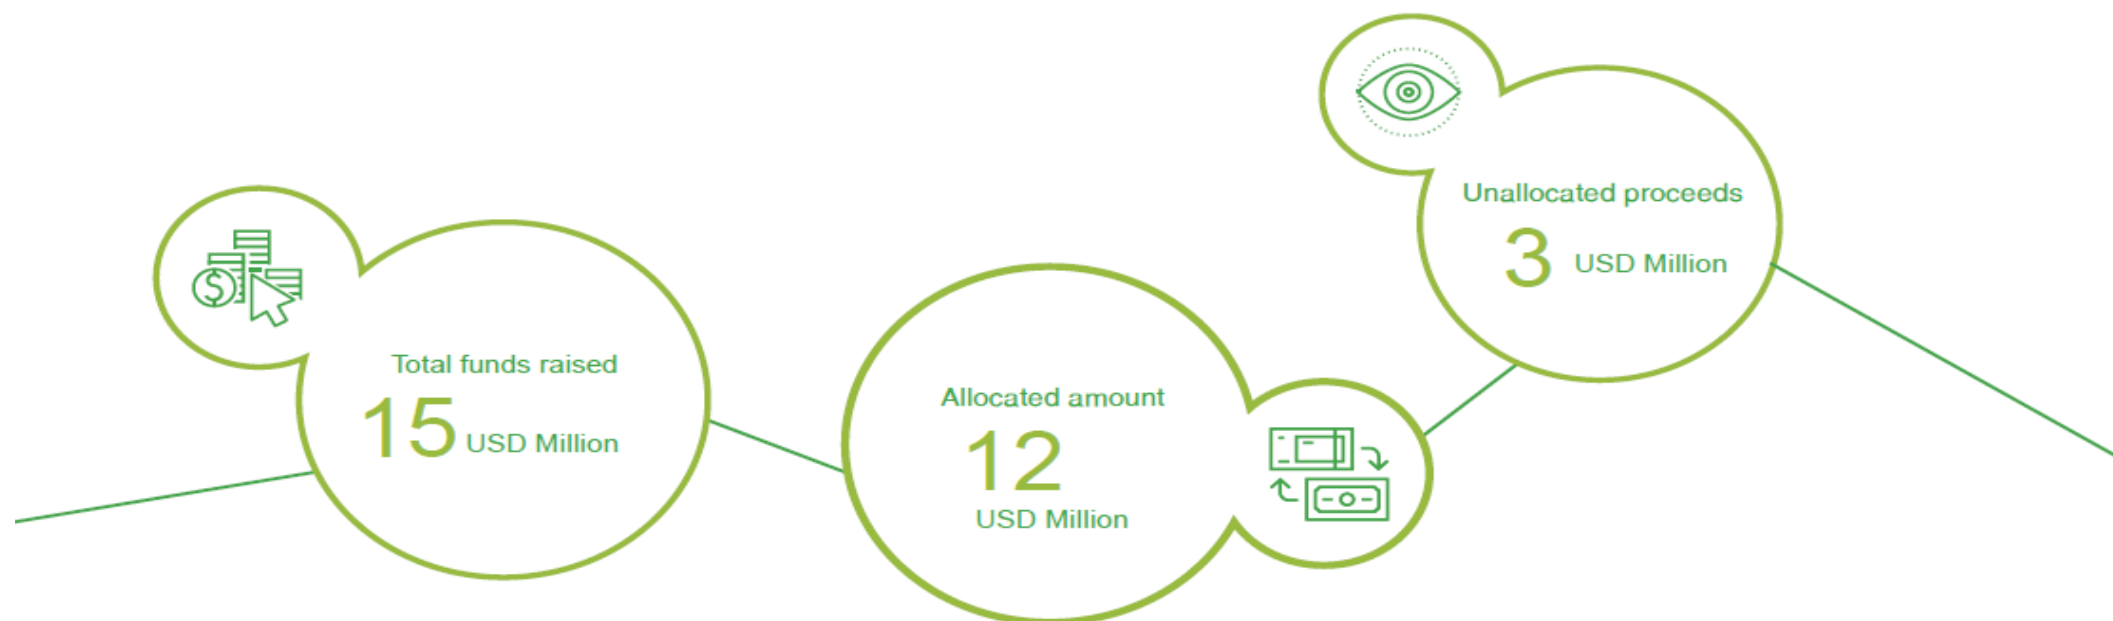 Total funds raised
15 USD Million
Allocated amount
12
USD Million
Unallocated proceeds
3 USD Million